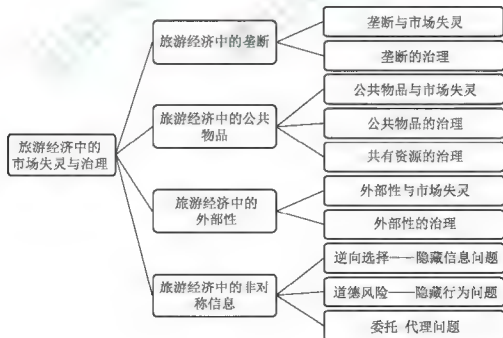 旅游经济中的
市场失灵与治理
旅游经济中的垄断
垄断与市场失灵
垄断的治理
旅游经济中的公共
物品
公共物品与市场失灵
公共物品的治理
共有资源的治理
旅游经济中的
外部性
外部性与市场失灵
外部性的治理
旅游经济中的非对
称信息
逆向选择——隐藏信息问题
道德风险——隐藏行为问题
委托 代理问题